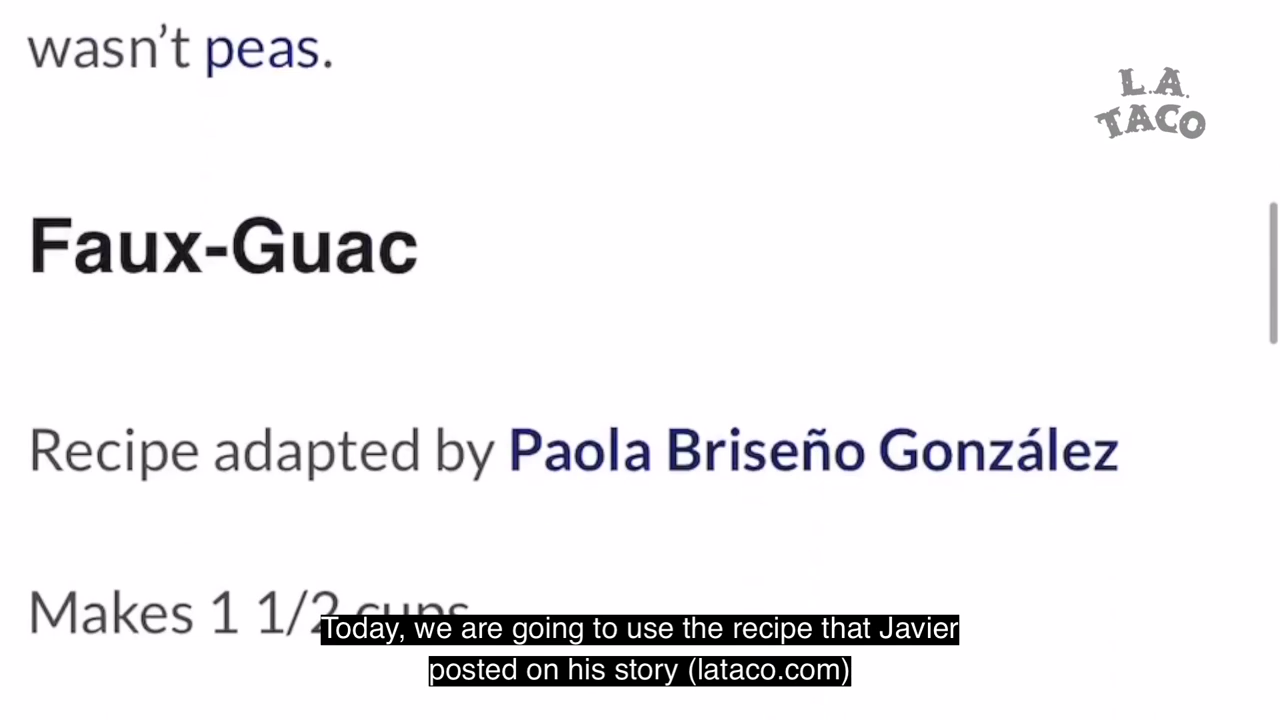 wasn't peas.
L.A.
TACO
Faux-Guac
Recipe adapted by Paola Briseño González
Makes 1 1/2 cups
Today, we are going to use the recipe that Javier
posted on his story (lataco.com)